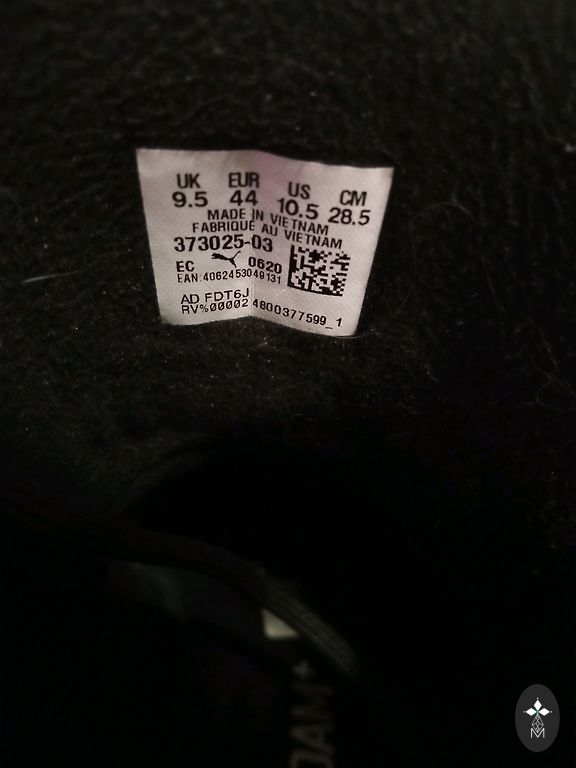 UK EUR US CM
9.5 44 10.5 28.5
MADE IN VIETNAM
FABRIQUE AU VIETNAM
373025-03
EC 0620
EAN:4062453049131
AD FDT6J
RV%00002 4800377599_1
M